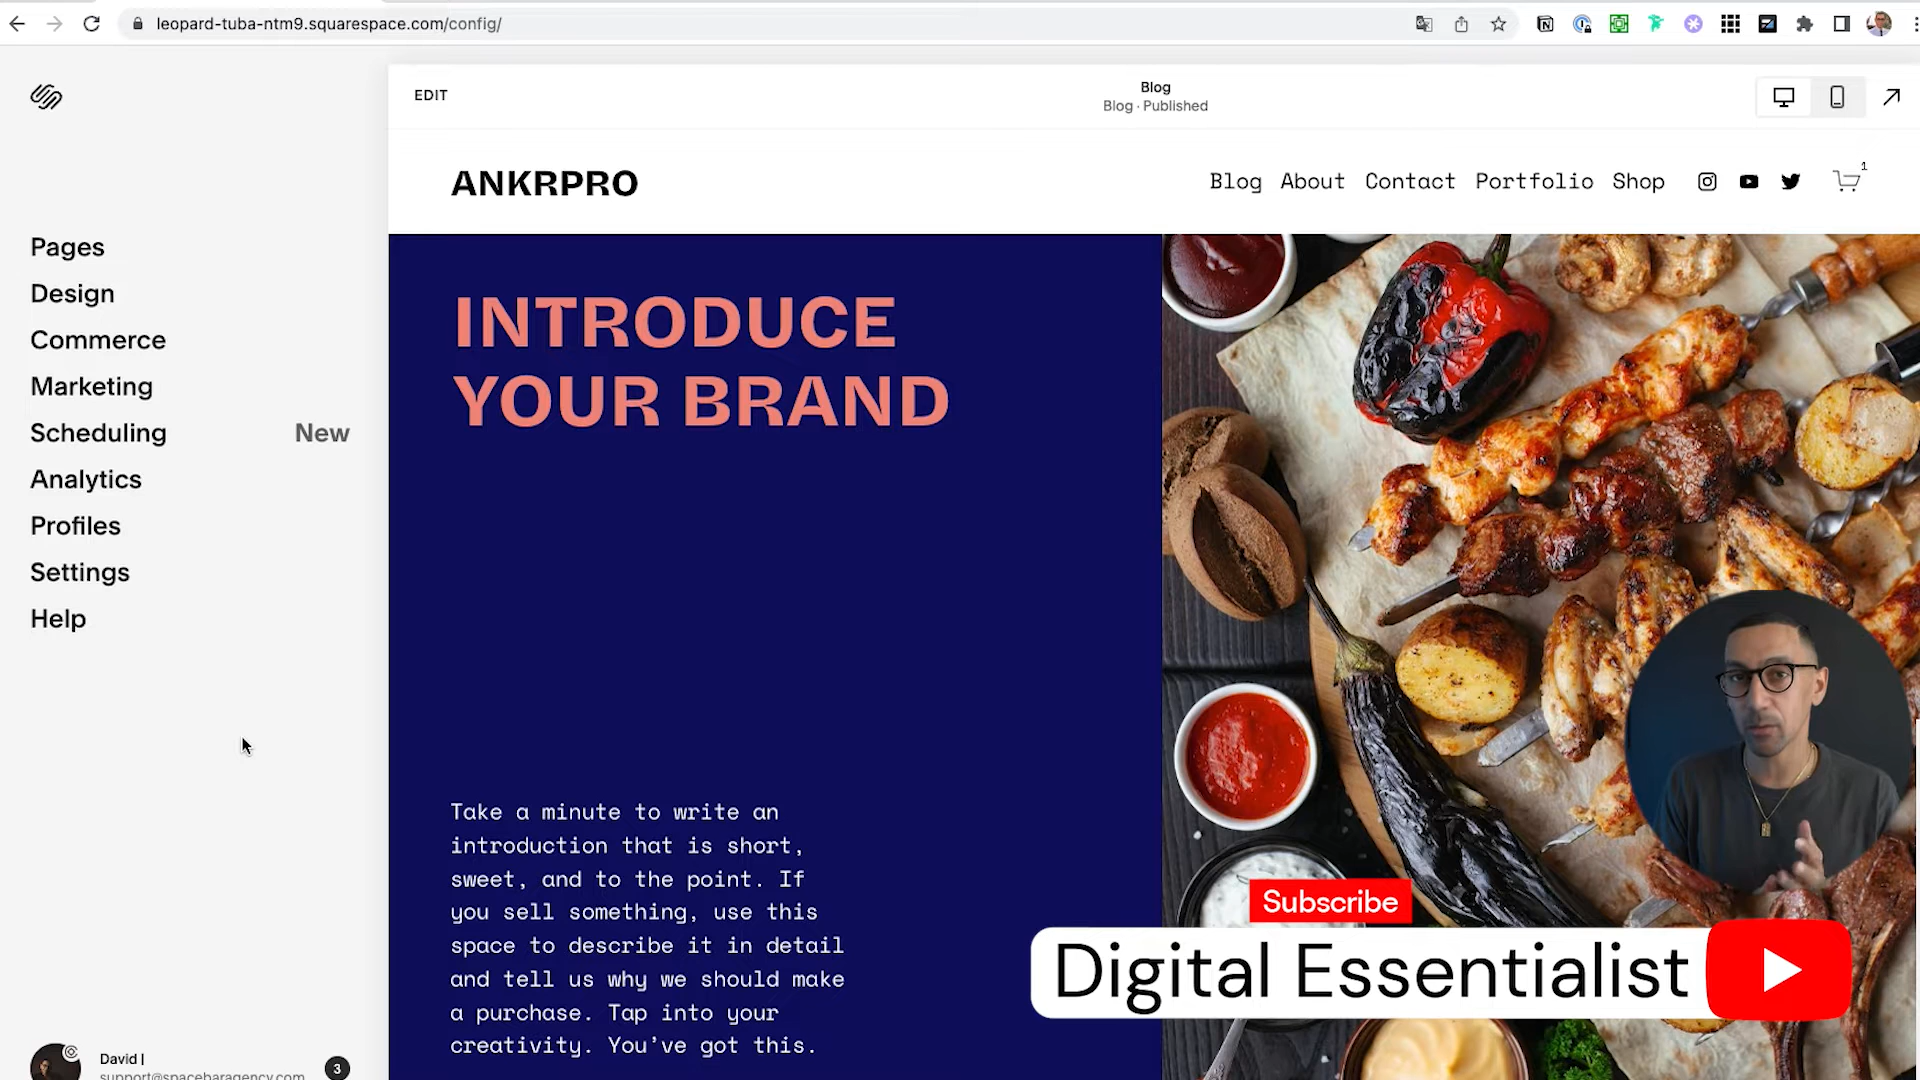 leopard-tuba-ntm9.squarespace.com/config/
EDIT
Blog
Blog · Published
ANKRPRO
Blog About Contact Portfolio Shop
1
Pages
Design
Commerce
Marketing
Scheduling New
Analytics
Profiles
Settings
Help
INTRODUCE
YOUR BRAND
Take a minute to write an
introduction that is short,
sweet, and to the point. If
you sell something, use this
space to describe it in detail
and tell us why we should make
a purchase. Tap into your
creativity. You've got this.
Subscribe
Digital Essentialist
David I
support@spacebaragency.com
3